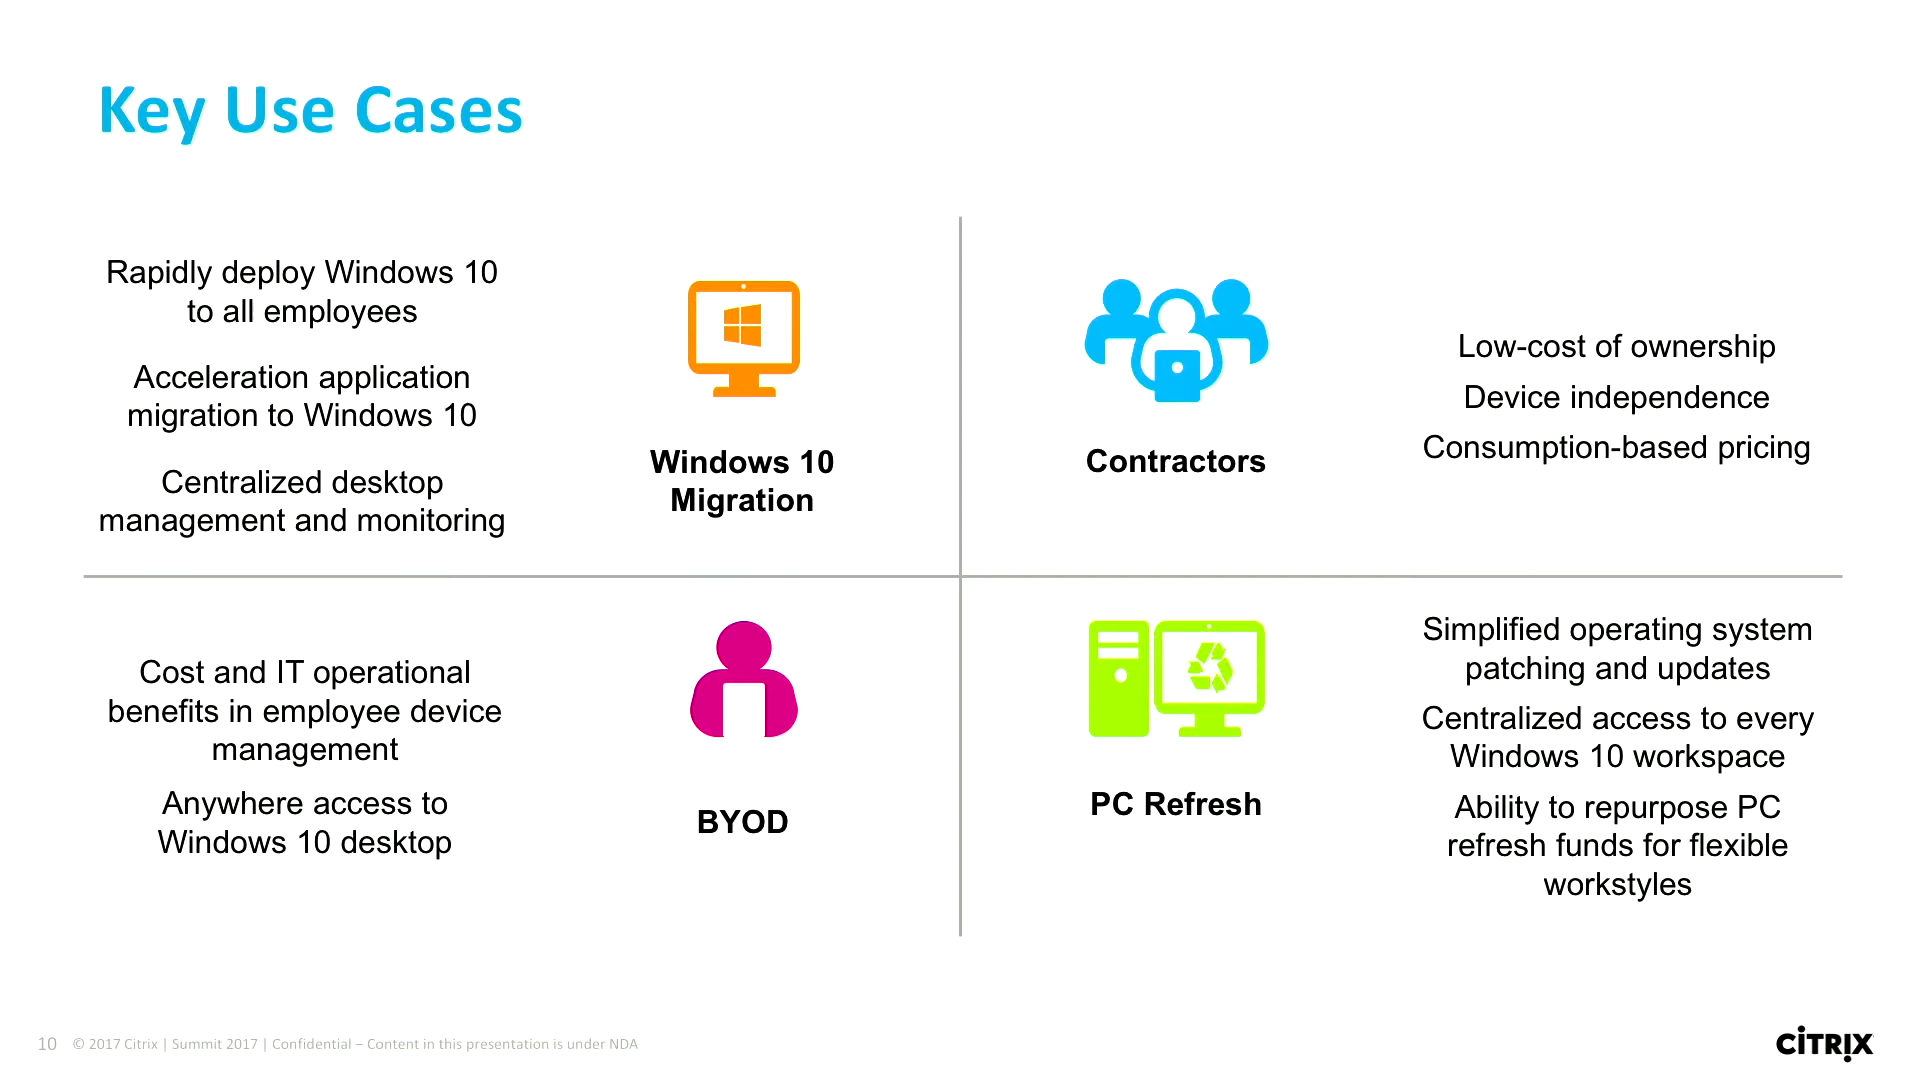 Key Use Cases
Rapidly deploy Windows 10
to all employees
Acceleration application
migration to Windows 10
Centralized desktop
management and monitoring
Windows 10
Migration
Contractors
Low-cost of ownership
Device independence
Consumption-based pricing
Cost and IT operational
benefits in employee device
management
Anywhere access to
Windows 10 desktop
BYOD
PC Refresh
Simplified operating system
patching and updates
Centralized access to every
Windows 10 workspace
Ability to repurpose PC
refresh funds for flexible
workstyles
10 © 2017 Citrix | Summit 2017 | Confidential – Content in this presentation is under NDA
CİTRIX